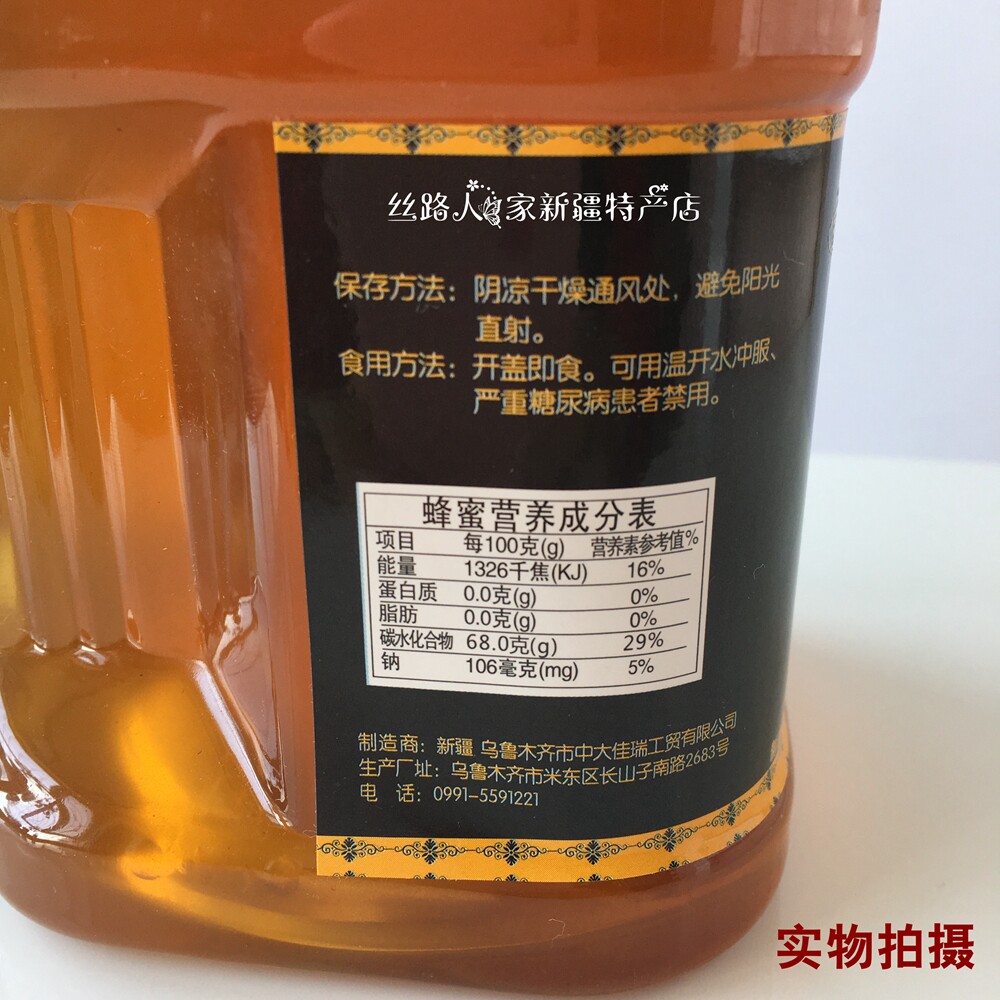 丝路人家新疆特产店
保存方法：阴凉干燥通风处，避免阳光
直射。
食用方法：开盖即食。可用温开水冲服、
严重糖尿病患者禁用。
蜂蜜营养成分表
项目 每100克(g) 营养素参考值%
能量 1326千焦(KJ) 16%
蛋白质 0.0克(g) 0%
脂肪 0.0克(g) 0%
碳水化合物 68.0克(g) 29%
钠 106毫克(mg) 5%
制造商：新疆 乌鲁木齐市中大佳瑞工贸有限公司
生产厂址：乌鲁木齐市米东区长山子南路2683号
电 话：0991-5591221
实物拍摄